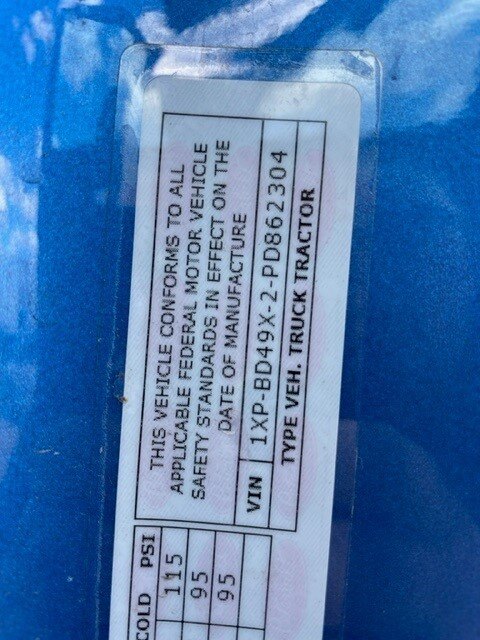 THIS VEHICLE CONFORMS TO ALL
APPLICABLE FEDERAL MOTOR VEHICLE
SAFETY STANDARDS IN EFFECT ON THE
DATE OF MANUFACTURE
VIN 1XP-BD49X-2-PD862304
TYPE VEH. TRUCK TRACTOR
COLD PSI
115
95
95